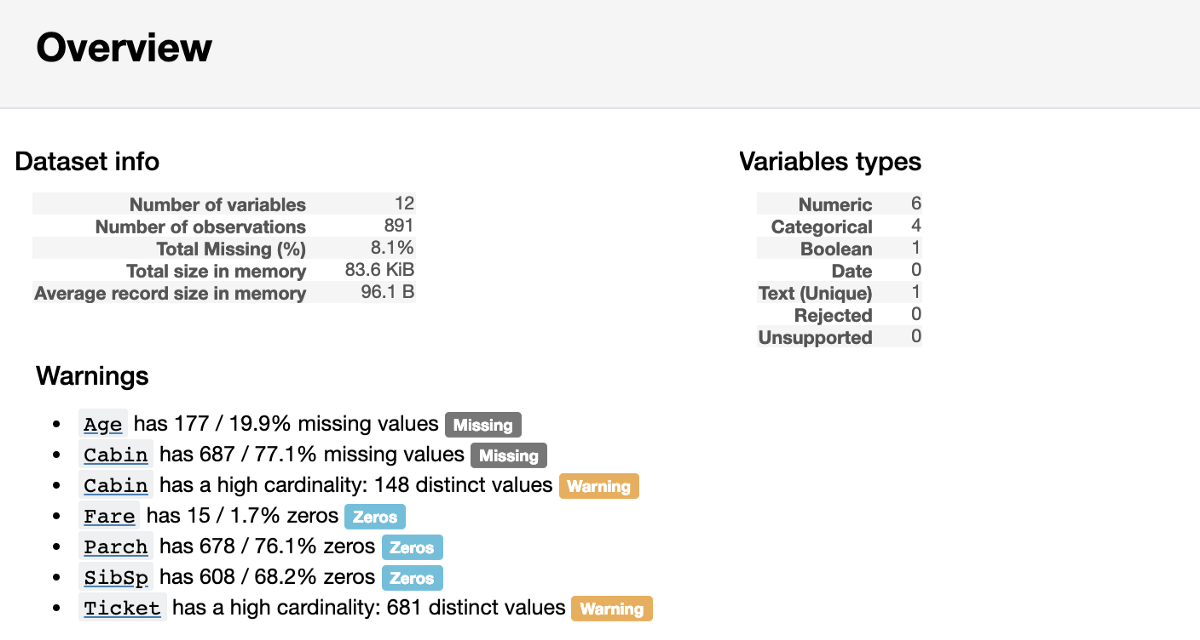 Overview
Dataset info
Number of variables 12
Number of observations 891
Total Missing (%) 8.1%
Total size in memory 83.6 KiB
Average record size in memory 96.1 B
Variables types
Numeric 6
Categorical 4
Boolean 1
Date 0
Text (Unique) 1
Rejected 0
Unsupported 0
Warnings
Age has 177 / 19.9% missing values Missing
Cabin has 687 / 77.1% missing values Missing
Cabin has a high cardinality: 148 distinct values Warning
Fare has 15 / 1.7% zeros Zeros
Parch has 678 / 76.1% zeros Zeros
SibSp has 608 / 68.2% zeros Zeros
Ticket has a high cardinality: 681 distinct values Warning